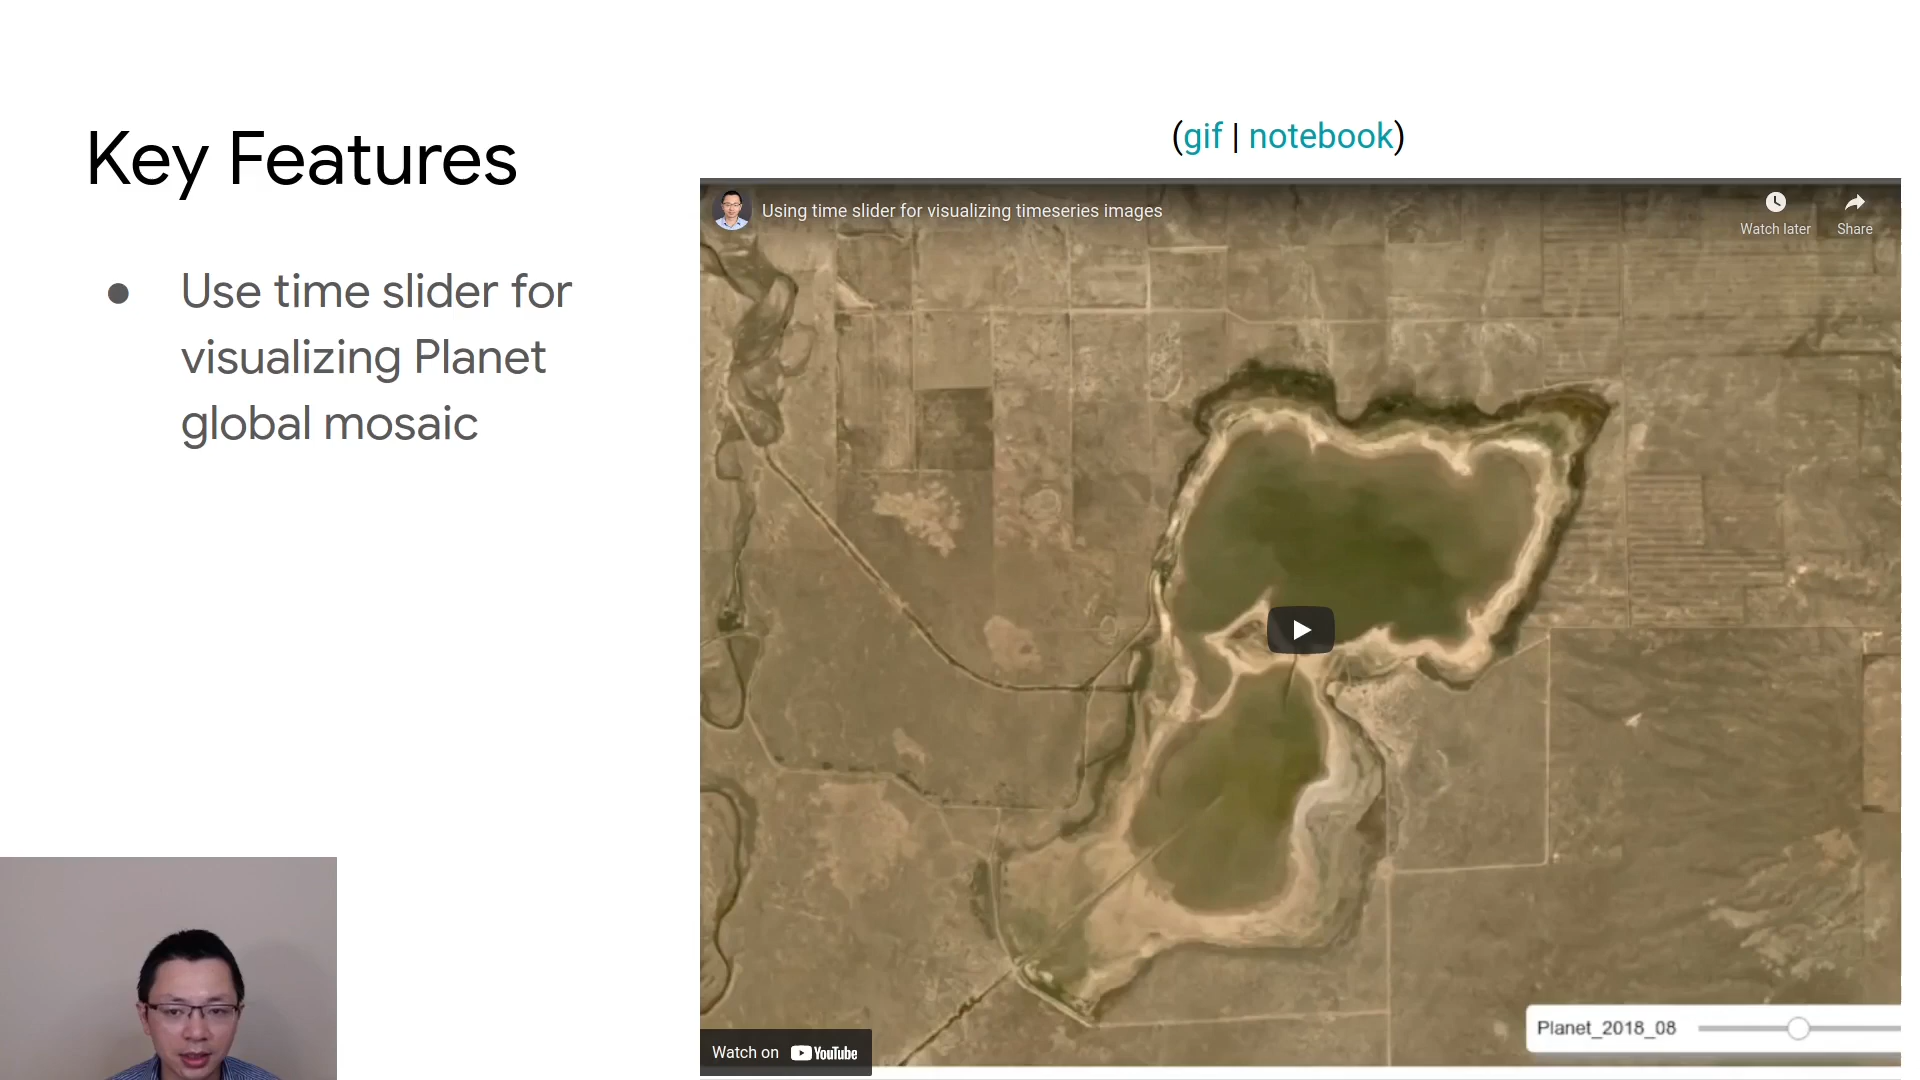 Key Features
● Use time slider for
visualizing Planet
global mosaic
(gif | notebook)
Using time slider for visualizing timeseries images
Watch later
Share
Planet_2018_08
Watch on YouTube